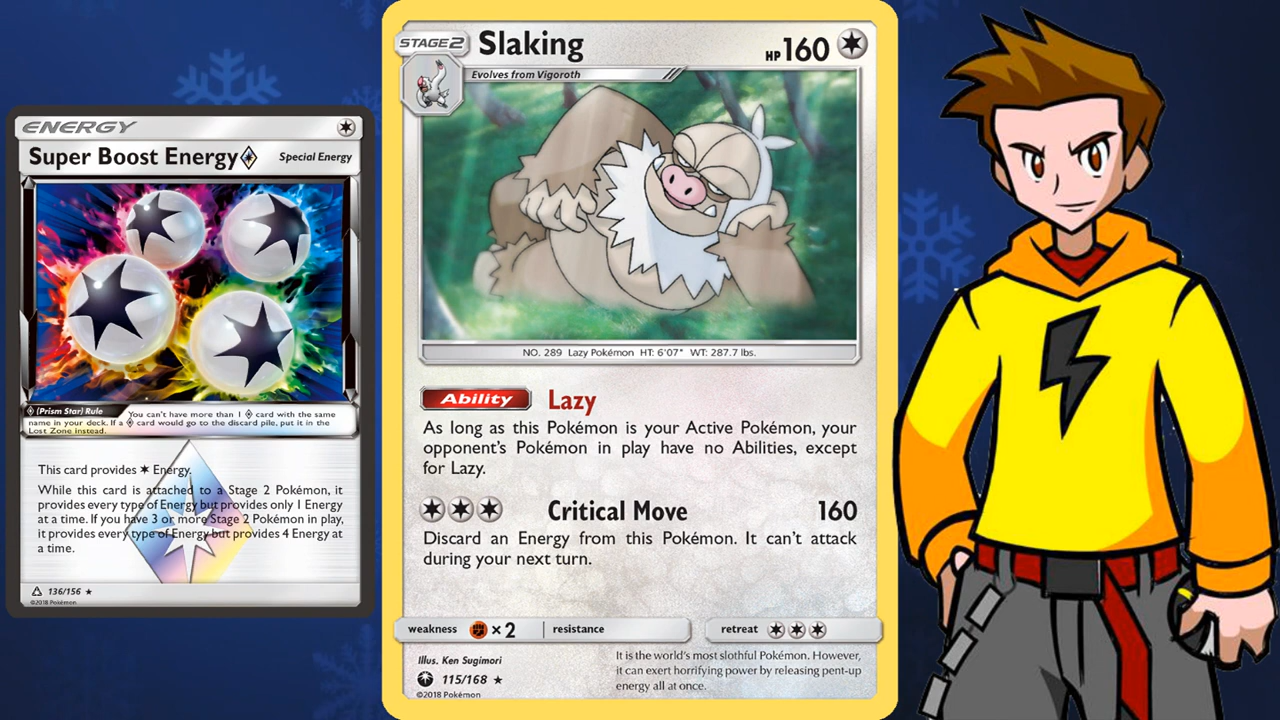 ENERGY
Super Boost Energy
Special Energy
(Prism Star) Rule
You can't have more than 1 card with the same
name in your deck. If a card would go to the discard pile, put it in the
Lost Zone instead.
This card provides Energy.
While this card is attached to a Stage 2 Pokémon, it
provides every type of Energy but provides only 1 Energy
at a time. If you have 3 or more Stage 2 Pokémon in play,
it provides every type of Energy but provides 4 Energy at
a time.
136/156 ★
©2018 Pokémon
STAGE2
Slaking
HP160
Evolves from Vigoroth
NO. 289 Lazy Pokémon HT: 6'07" WT: 287.7 lbs.
Ability Lazy
As long as this Pokémon is your Active Pokémon, your
opponent's Pokémon in play have no Abilities, except
for Lazy.
Critical Move 160
Discard an Energy from this Pokémon. It can't attack
during your next turn.
weakness ×2 resistance retreat
Illus. Ken Sugimori
115/168 ★
©2018 Pokémon
It is the world's most slothful Pokémon. However,
it can exert horrifying power by releasing pent-up
energy all at once.